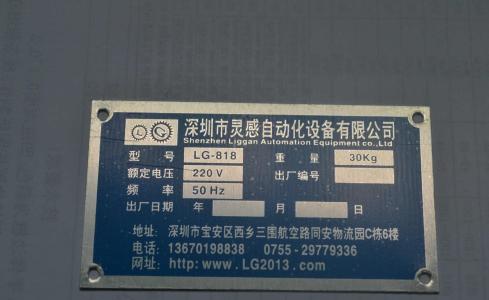 LG 深圳市灵感自动化设备有限公司
Shenzhen Liggan Automation Equipment co.,Ltd
型 号 LG-818 重 量 30Kg
额定电压 220 V 出厂编号
频 率 50 Hz
出厂日期 年 月 日
地址: 深圳市宝安区西乡三围航空路同安物流园C栋6楼
电话: 13670198838 0755-29779336
网址: http: www.LG2013.com